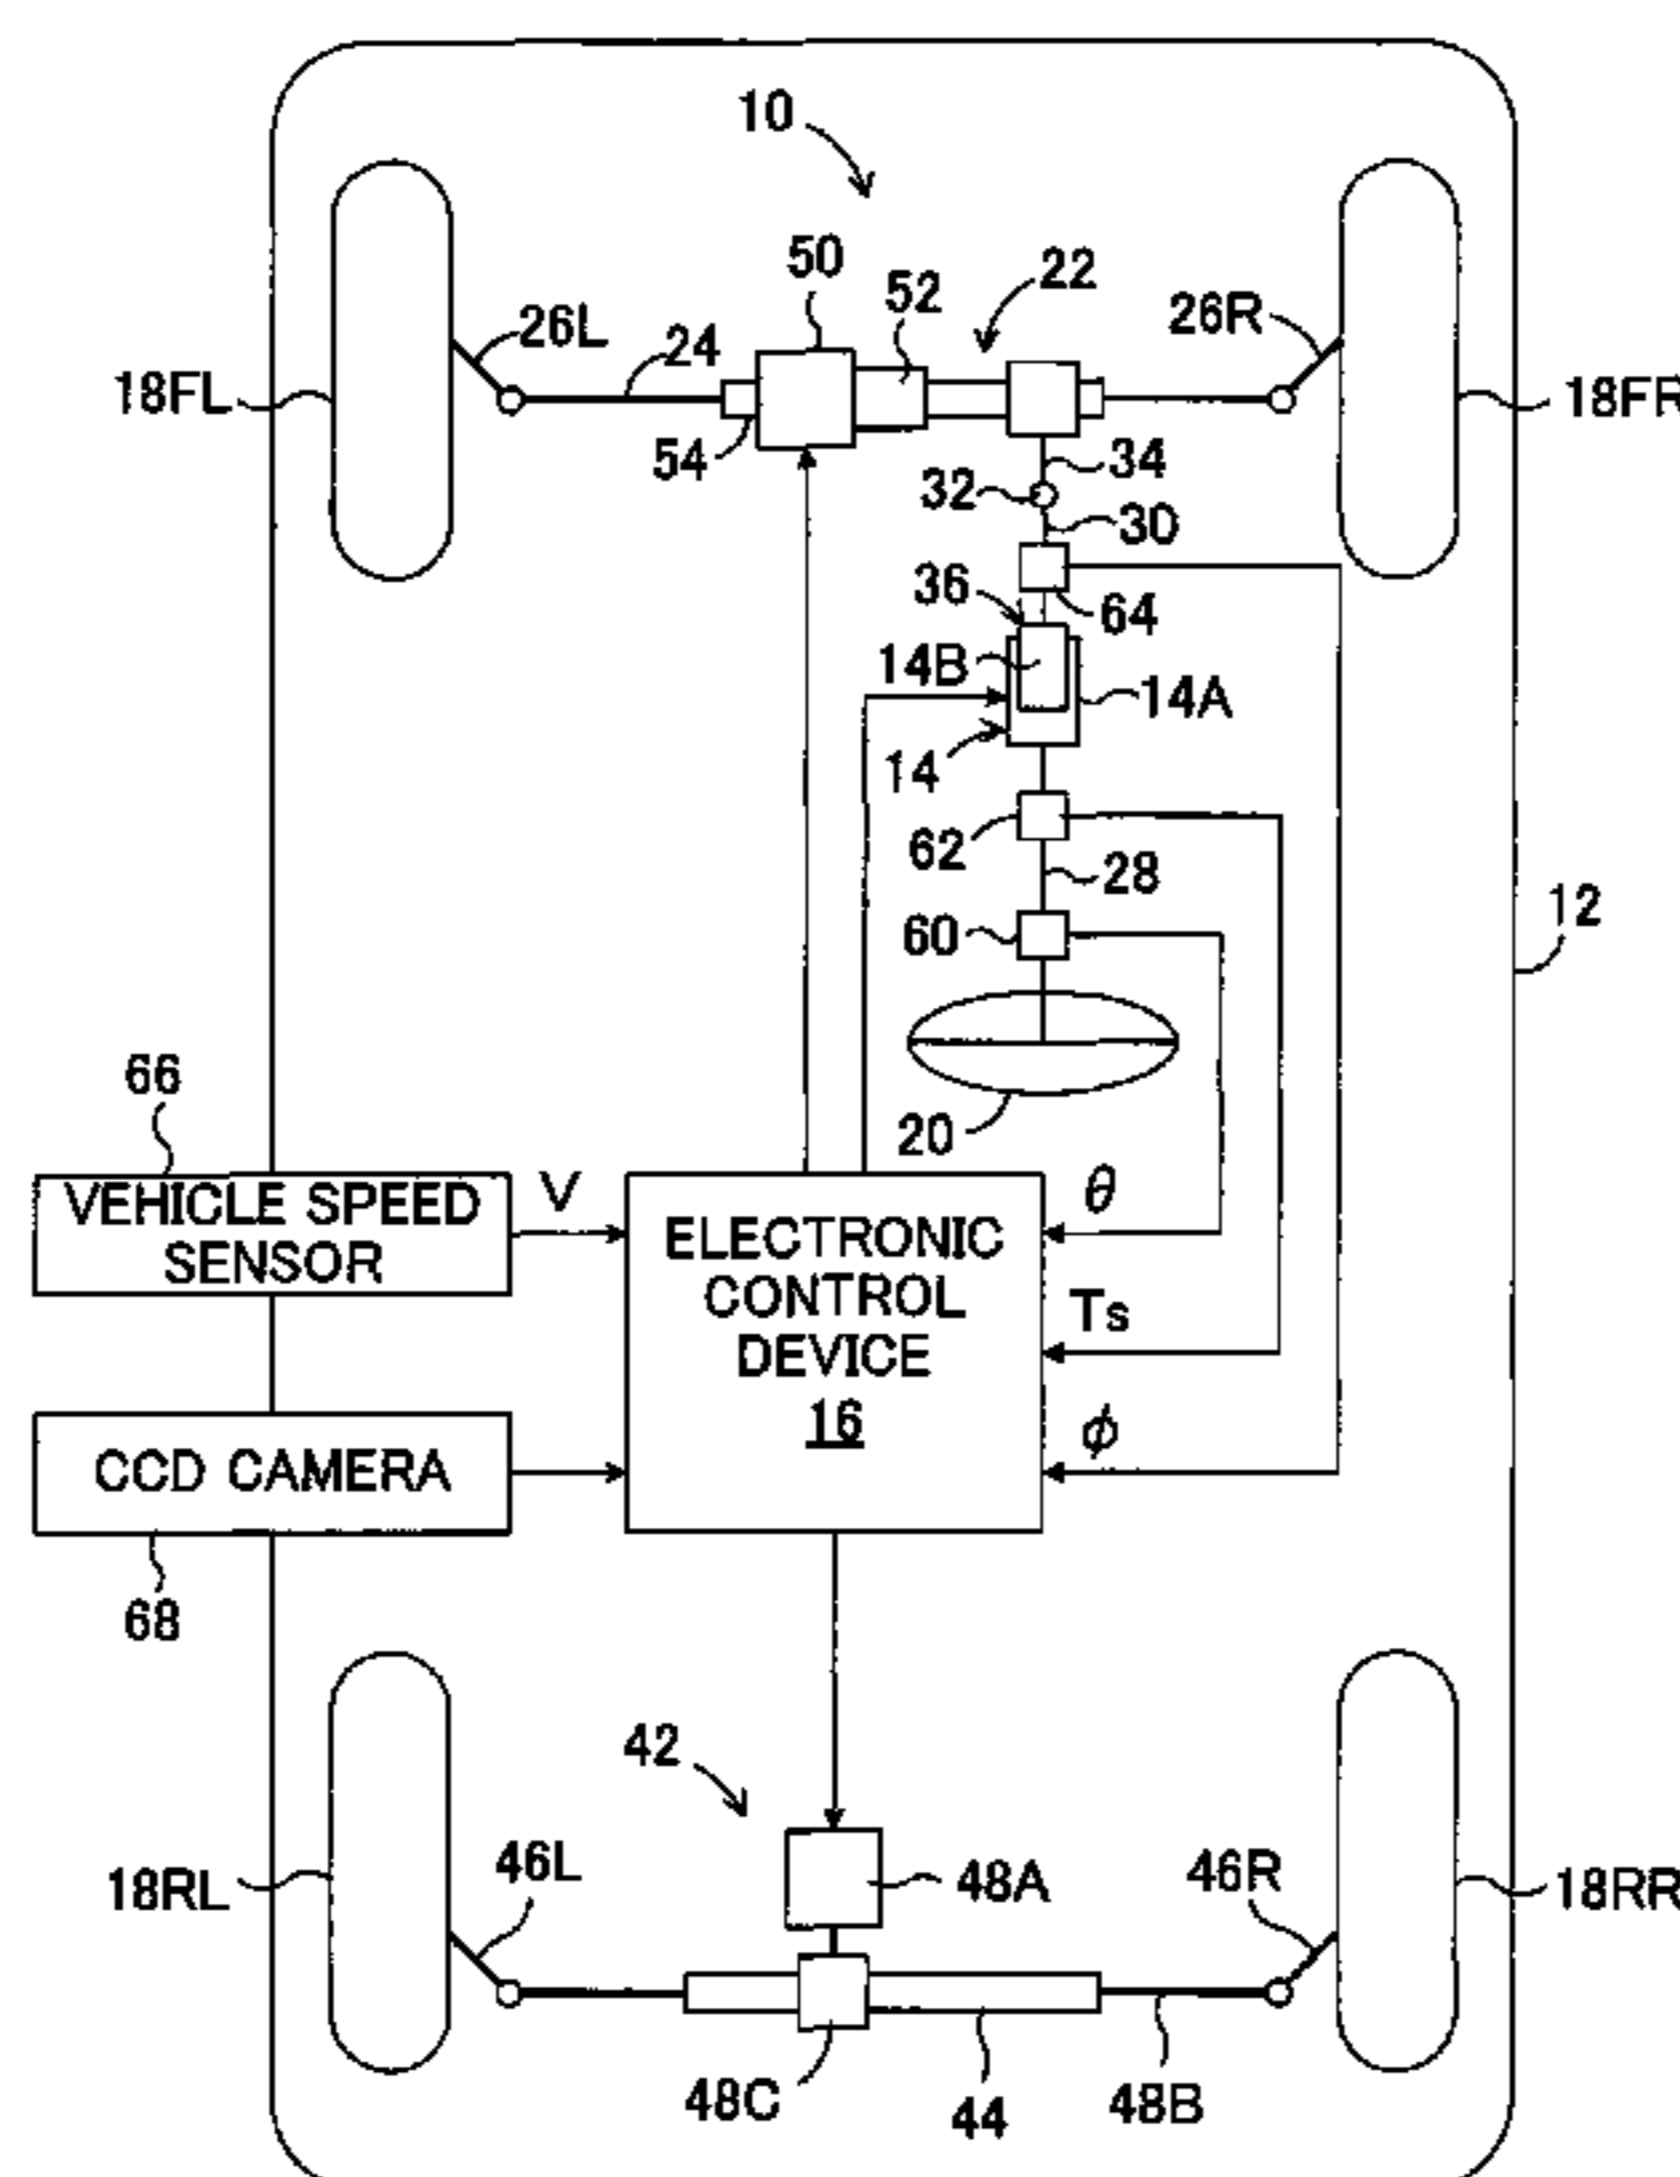 10
50
52
22
26L
24
26R
18FL
18FR
54
34
32
30
36
64
14B
14A
14
62
28
60
12
66
20
VEHICLE SPEED
SENSOR
V
θ
ELECTRONIC
CONTROL
DEVICE
16
Ts
CCD CAMERA
ϕ
68
42
46L
46R
18RL
48A
18RR
48C
44
48B